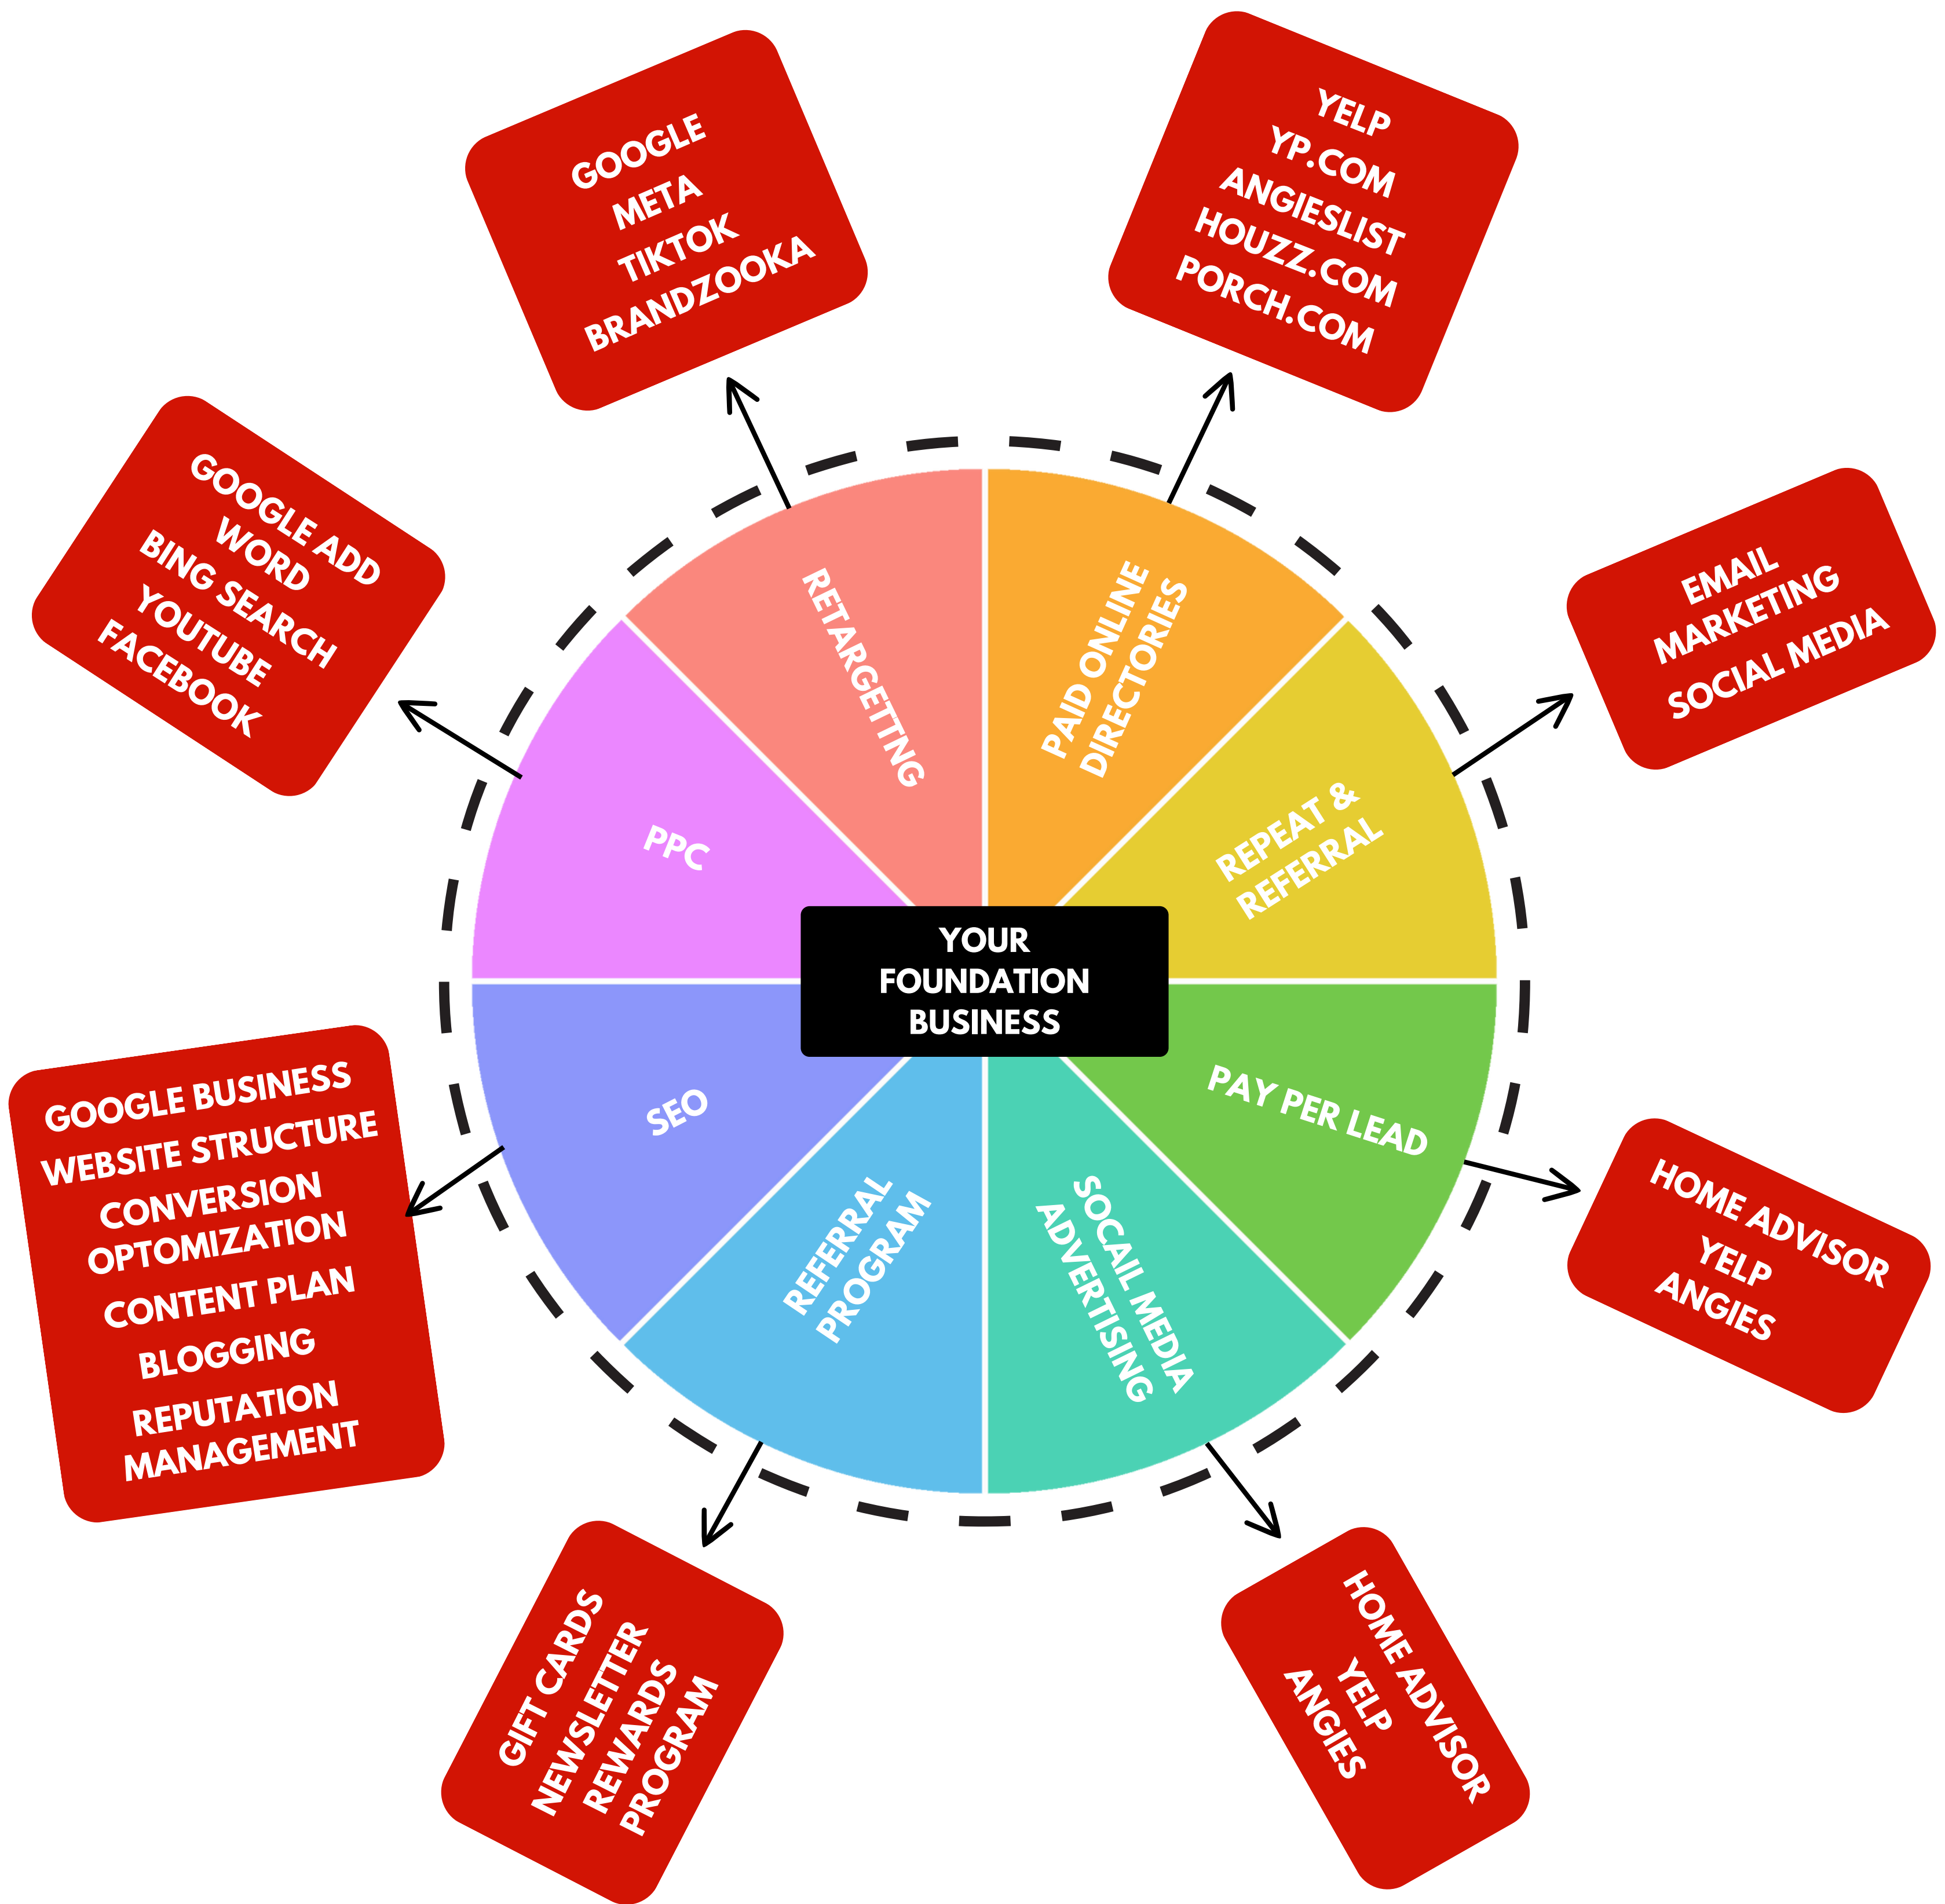 GOOGLE
META
TIKTOK
BRANDZOOKA
YELP
YP.COM
ANGIESLIST
HOUZZ.COM
PORCH.COM
GOOGLE ADD
WORD
BING SEARCH
YOUTUBE
FACEBOOK
EMAIL
MARKETING
SOCIAL MEDIA
RETARGETTING
PAID ONLINE
DIRECTORIES
PPC
REPEAT &
REFERRAL
YOUR
FOUNDATION
BUSINESS
SEO
PAY PER LEAD
REFERRAL
PROGRAM
SOCAIL MEDIA
ADVERTISING
GOOGLE BUSINESS
WEBSITE STRUCTURE
CONVERSION
OPTOMIZATION
CONTENT PLAN
BLOGGING
REPUTATION
MANAGEMENT
HOME ADVISOR
YELP
ANGIES
GIFT CARDS
NEWSLETTER
REWARDS
PROGRAM
HOME ADVISOR
YELP
ANGIES